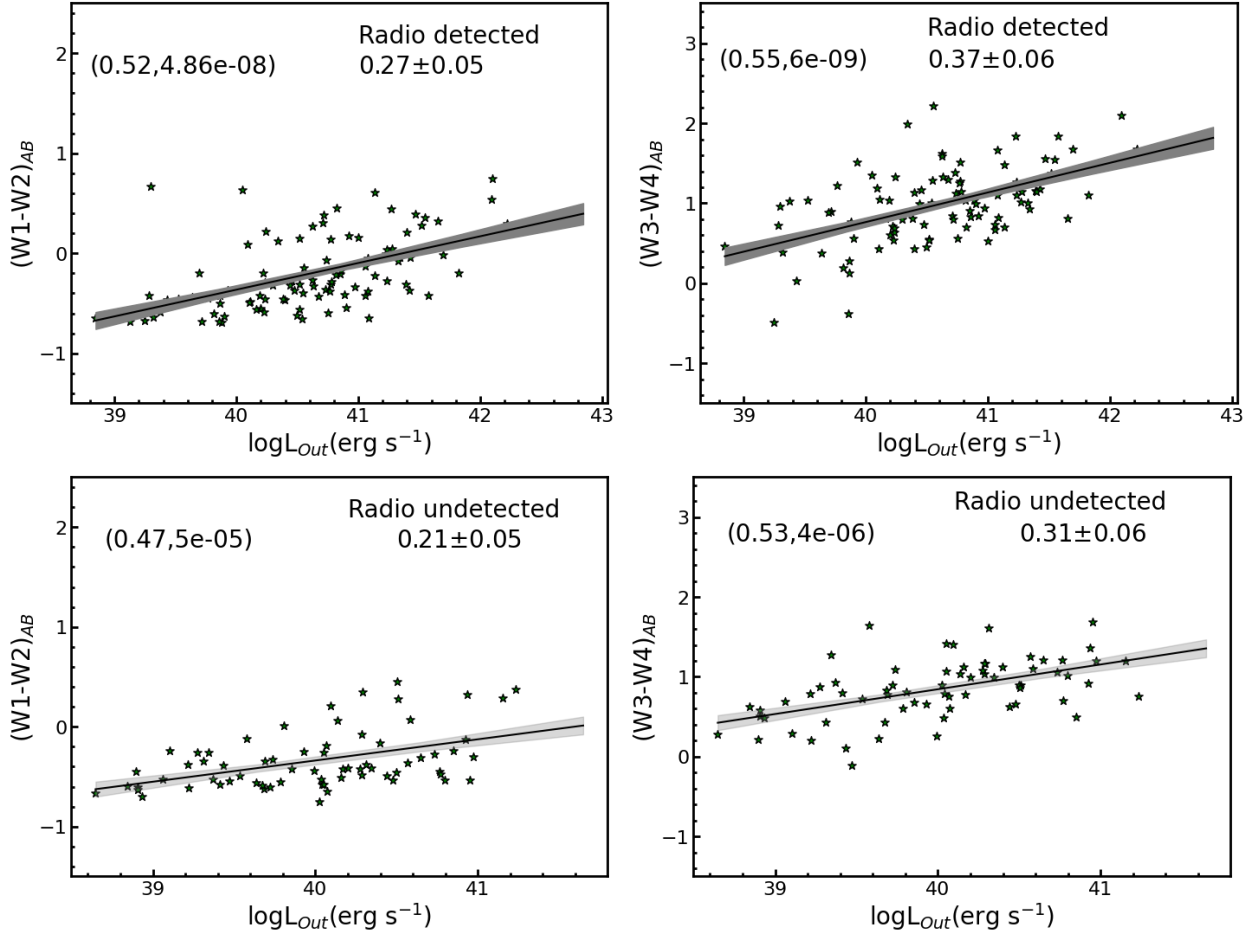 Radio detected
(0.52,4.86e-08) 0.27±0.05
(W1-W2)AB
2
1
0
−1
39 40 41 42 43
logLOut(erg s−1)
Radio detected
(0.55,6e-09) 0.37±0.06
(W3-W4)AB
3
2
1
0
−1
39 40 41 42 43
logLOut(erg s−1)
Radio undetected
(0.47,5e-05) 0.21±0.05
(W1-W2)AB
2
1
0
−1
39 40 41
logLOut(erg s−1)
Radio undetected
(0.53,4e-06) 0.31±0.06
(W3-W4)AB
3
2
1
0
−1
39 40 41
logLOut(erg s−1)